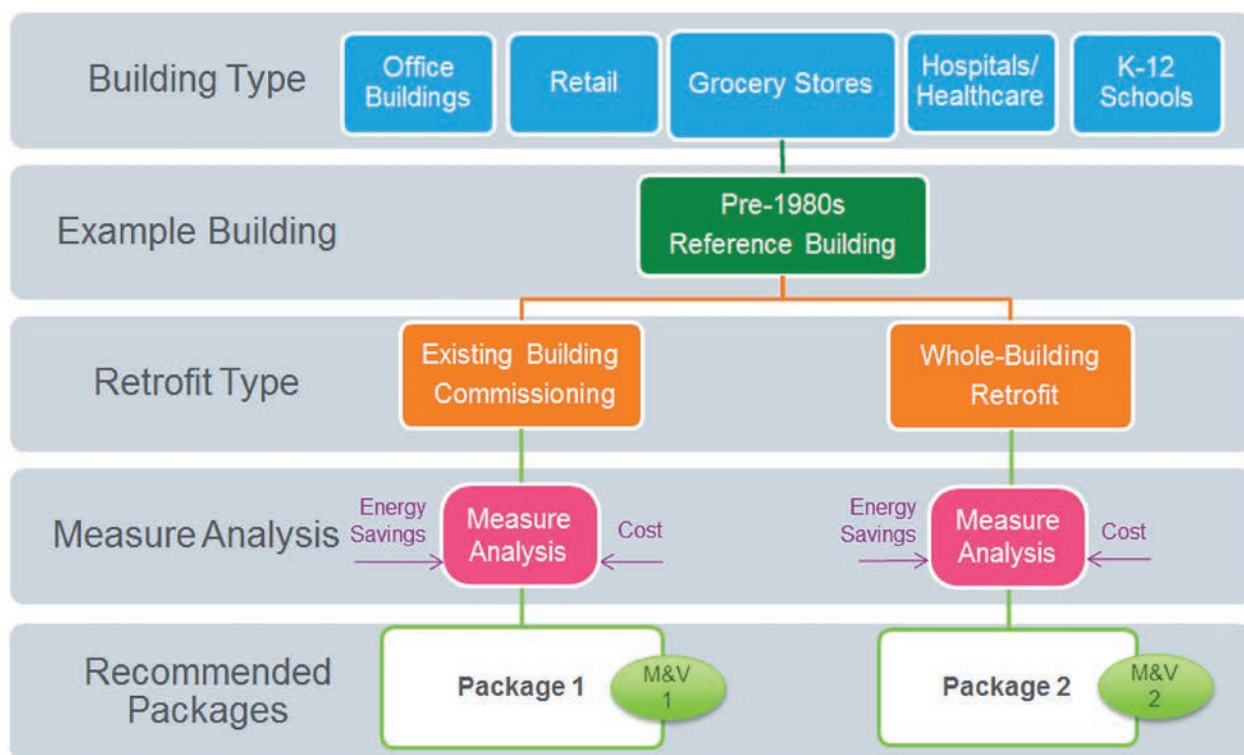 Building Type
Office
Buildings
Retail
Grocery Stores
Hospitals/
Healthcare
K-12
Schools
Example Building
Pre-1980s
Reference Building
Retrofit Type
Existing Building
Commissioning
Whole-Building
Retrofit
Measure Analysis
Energy
Savings
Measure
Analysis
Cost
Energy
Savings
Measure
Analysis
Cost
Recommended
Packages
Package 1
M&V
1
Package 2
M&V
2